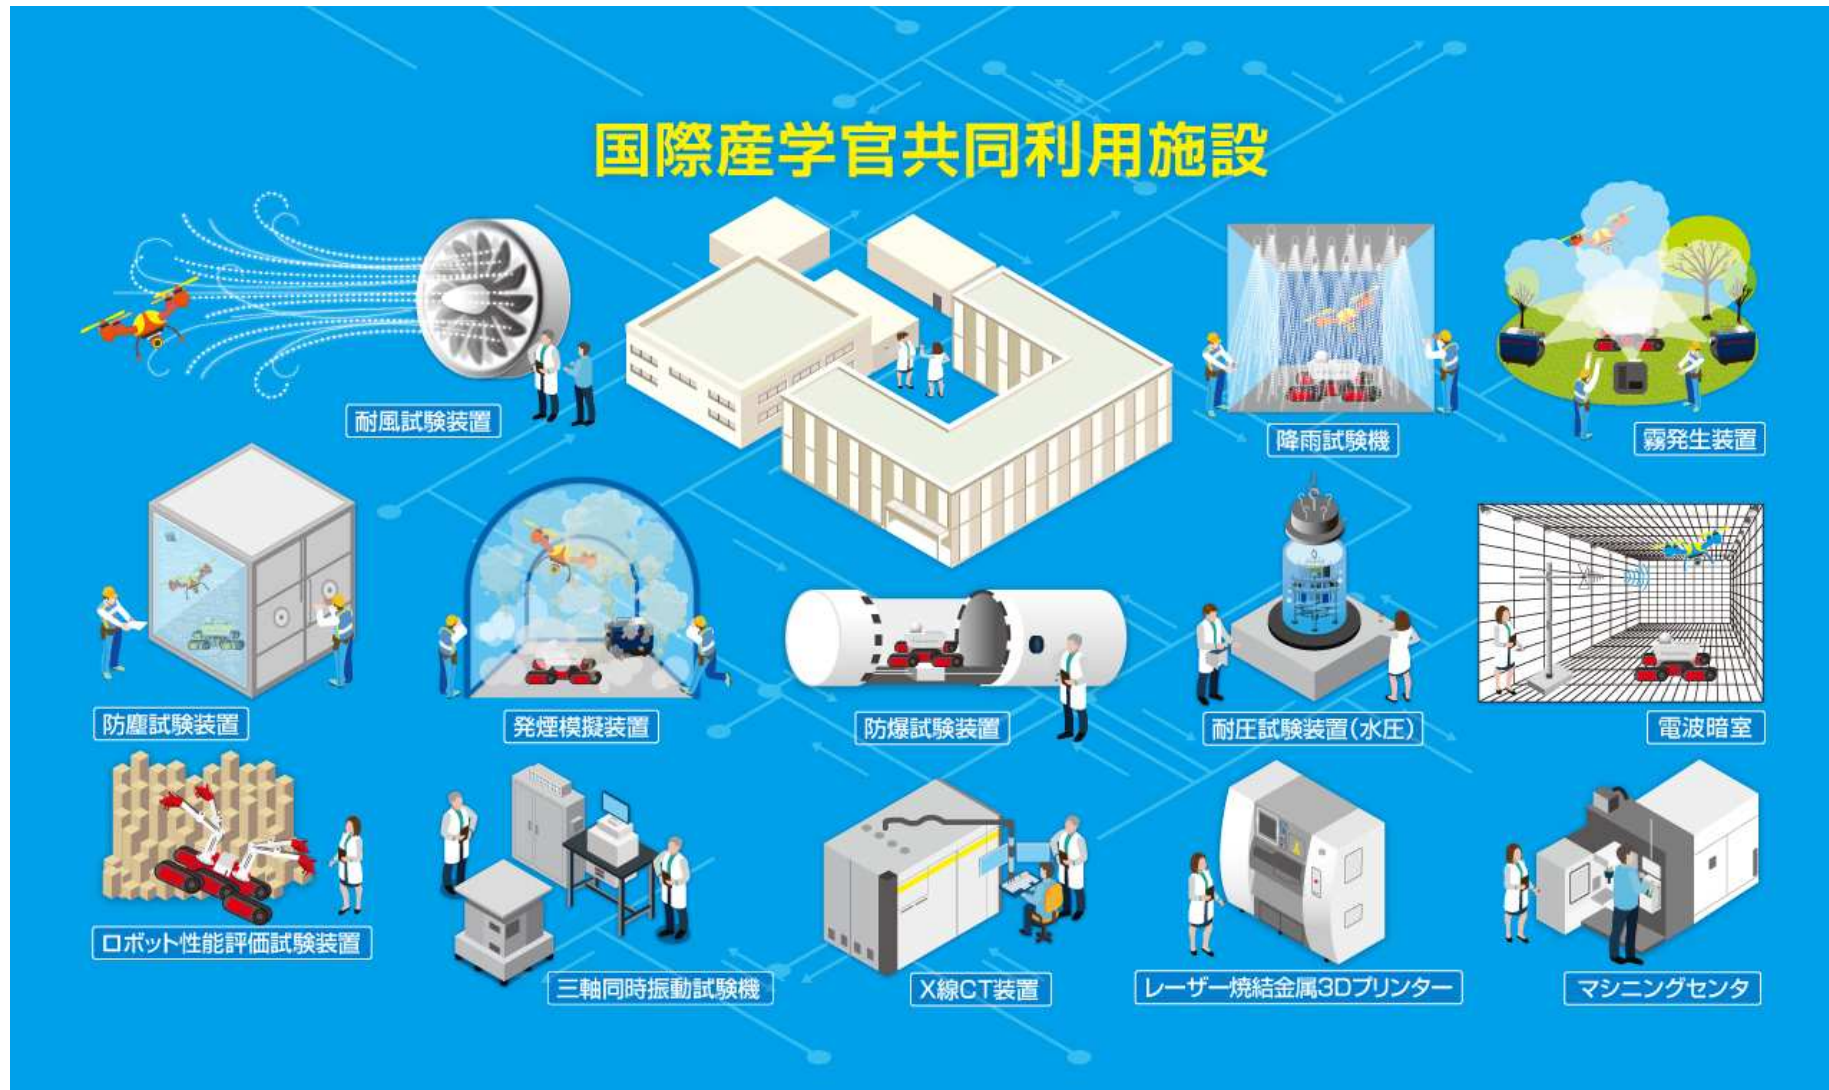 国際産学官共同利用施設
耐風試験装置
降雨試験機
霧発生装置
防塵試験装置
発煙模擬装置
防爆試験装置
耐圧試験装置(水圧)
電波暗室
ロボット性能評価試験装置
三軸同時振動試験機
X線CT装置
レーザー焼結金属3Dプリンター
マシニングセンタ